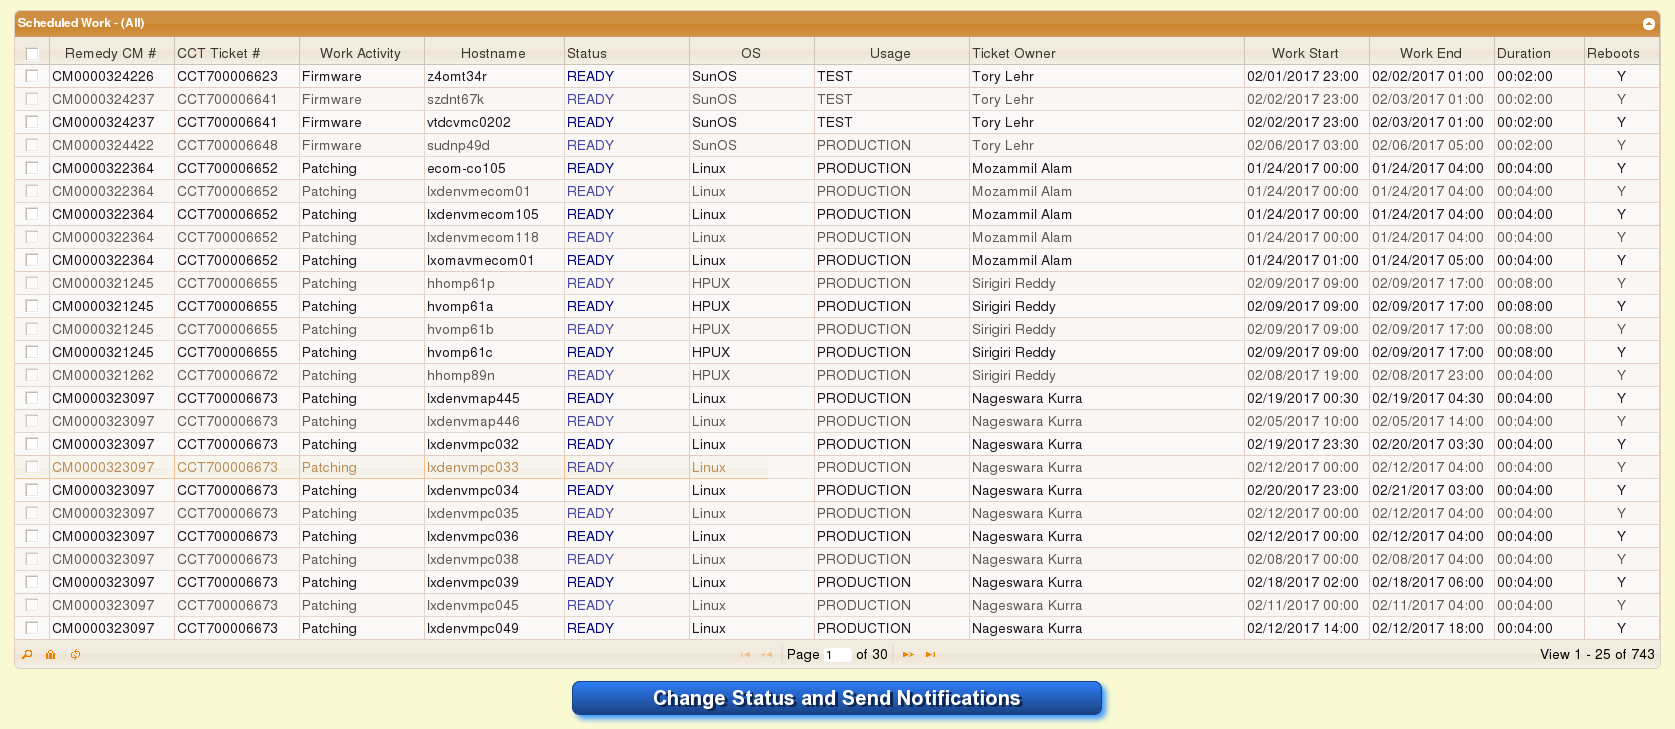 Scheduled Work - (All)
Remedy CM # CCT Ticket # Work Activity Hostname Status OS Usage Ticket Owner Work Start Work End Duration Reboots
CM0000324226 CCT700006623 Firmware z4omt34r READY SunOS TEST Tory Lehr 02/01/2017 23:00 02/02/2017 01:00 00:02:00 Y
CM0000324237 CCT700006641 Firmware szdnt67k READY SunOS TEST Tory Lehr 02/02/2017 23:00 02/03/2017 01:00 00:02:00 Y
CM0000324237 CCT700006641 Firmware vtdcvmc0202 READY SunOS TEST Tory Lehr 02/02/2017 23:00 02/03/2017 01:00 00:02:00 Y
CM0000324422 CCT700006648 Firmware sudnp49d READY SunOS PRODUCTION Tory Lehr 02/06/2017 03:00 02/06/2017 05:00 00:02:00 Y
CM0000322364 CCT700006652 Patching ecom-co105 READY Linux PRODUCTION Mozammil Alam 01/24/2017 00:00 01/24/2017 04:00 00:04:00 Y
CM0000322364 CCT700006652 Patching lxdenvmecom01 READY Linux PRODUCTION Mozammil Alam 01/24/2017 00:00 01/24/2017 04:00 00:04:00 Y
CM0000322364 CCT700006652 Patching lxdenvmecom105 READY Linux PRODUCTION Mozammil Alam 01/24/2017 00:00 01/24/2017 04:00 00:04:00 Y
CM0000322364 CCT700006652 Patching lxdenvmecom118 READY Linux PRODUCTION Mozammil Alam 01/24/2017 00:00 01/24/2017 04:00 00:04:00 Y
CM0000322364 CCT700006652 Patching lxomavmecom01 READY Linux PRODUCTION Mozammil Alam 01/24/2017 01:00 01/24/2017 05:00 00:04:00 Y
CM0000321245 CCT700006655 Patching hhomp61p READY HPUX PRODUCTION Sirigiri Reddy 02/09/2017 09:00 02/09/2017 17:00 00:08:00 Y
CM0000321245 CCT700006655 Patching hvomp61a READY HPUX PRODUCTION Sirigiri Reddy 02/09/2017 09:00 02/09/2017 17:00 00:08:00 Y
CM0000321245 CCT700006655 Patching hvomp61b READY HPUX PRODUCTION Sirigiri Reddy 02/09/2017 09:00 02/09/2017 17:00 00:08:00 Y
CM0000321245 CCT700006655 Patching hvomp61c READY HPUX PRODUCTION Sirigiri Reddy 02/09/2017 09:00 02/09/2017 17:00 00:08:00 Y
CM0000321262 CCT700006672 Patching hhomp89n READY HPUX PRODUCTION Sirigiri Reddy 02/08/2017 19:00 02/08/2017 23:00 00:04:00 Y
CM0000323097 CCT700006673 Patching lxdenvmap445 READY Linux PRODUCTION Nageswara Kurra 02/19/2017 00:30 02/19/2017 04:30 00:04:00 Y
CM0000323097 CCT700006673 Patching lxdenvmap446 READY Linux PRODUCTION Nageswara Kurra 02/05/2017 10:00 02/05/2017 14:00 00:04:00 Y
CM0000323097 CCT700006673 Patching lxdenvmpc032 READY Linux PRODUCTION Nageswara Kurra 02/19/2017 23:30 02/20/2017 03:30 00:04:00 Y
CM0000323097 CCT700006673 Patching lxdenvmpc033 READY Linux PRODUCTION Nageswara Kurra 02/12/2017 00:00 02/12/2017 04:00 00:04:00 Y
CM0000323097 CCT700006673 Patching lxdenvmpc034 READY Linux PRODUCTION Nageswara Kurra 02/20/2017 23:00 02/21/2017 03:00 00:04:00 Y
CM0000323097 CCT700006673 Patching lxdenvmpc035 READY Linux PRODUCTION Nageswara Kurra 02/12/2017 00:00 02/12/2017 04:00 00:04:00 Y
CM0000323097 CCT700006673 Patching lxdenvmpc036 READY Linux PRODUCTION Nageswara Kurra 02/12/2017 00:00 02/12/2017 04:00 00:04:00 Y
CM0000323097 CCT700006673 Patching lxdenvmpc038 READY Linux PRODUCTION Nageswara Kurra 02/08/2017 00:00 02/08/2017 04:00 00:04:00 Y
CM0000323097 CCT700006673 Patching lxdenvmpc039 READY Linux PRODUCTION Nageswara Kurra 02/18/2017 02:00 02/18/2017 06:00 00:04:00 Y
CM0000323097 CCT700006673 Patching lxdenvmpc045 READY Linux PRODUCTION Nageswara Kurra 02/11/2017 00:00 02/11/2017 04:00 00:04:00 Y
CM0000323097 CCT700006673 Patching lxdenvmpc049 READY Linux PRODUCTION Nageswara Kurra 02/12/2017 14:00 02/12/2017 18:00 00:04:00 Y
Page 1 of 30 View 1 - 25 of 743
Change Status and Send Notifications